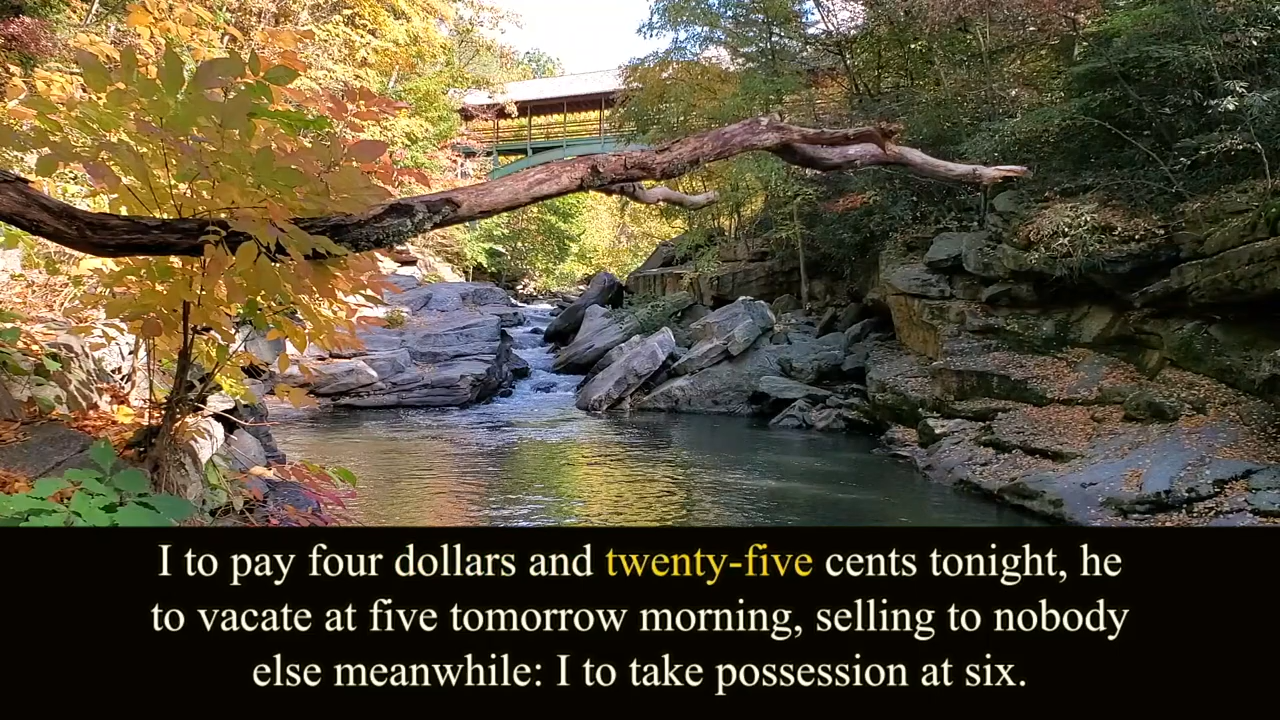 I to pay four dollars and twenty-five cents tonight, he
to vacate at five tomorrow morning, selling to nobody
else meanwhile: I to take possession at six.